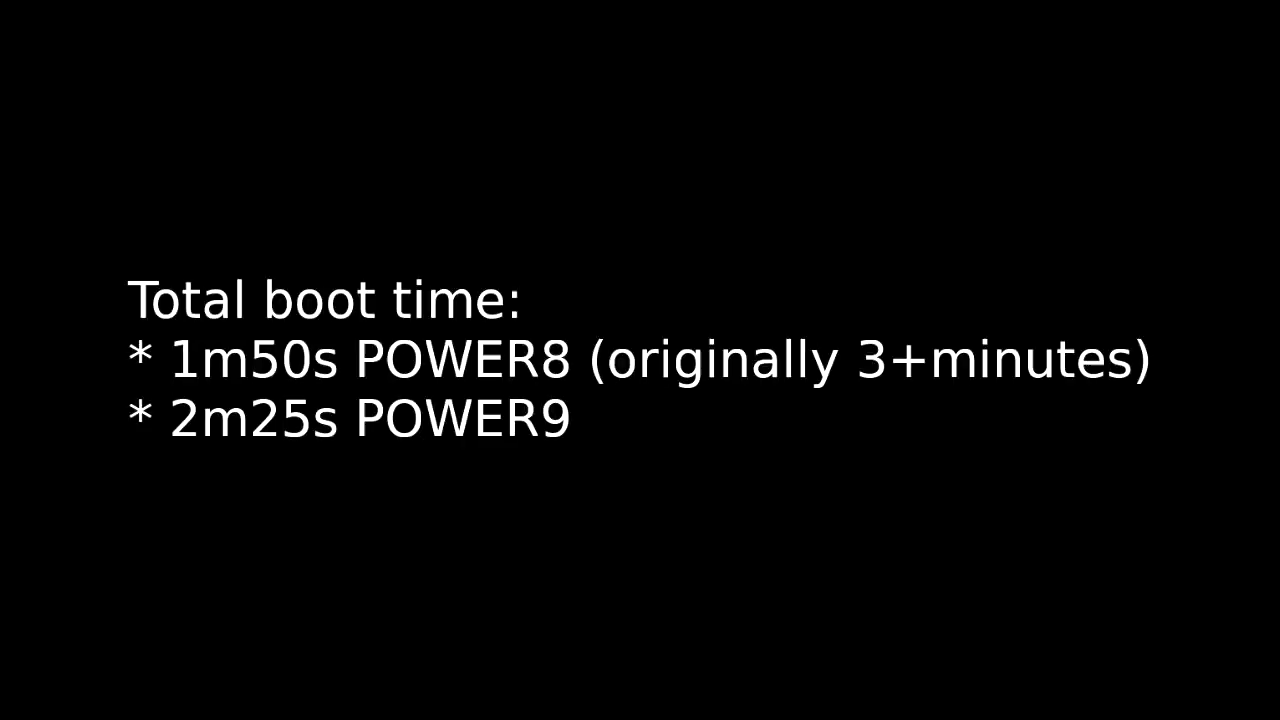 Total boot time:
* 1m50s POWER8 (originally 3+minutes)
* 2m25s POWER9